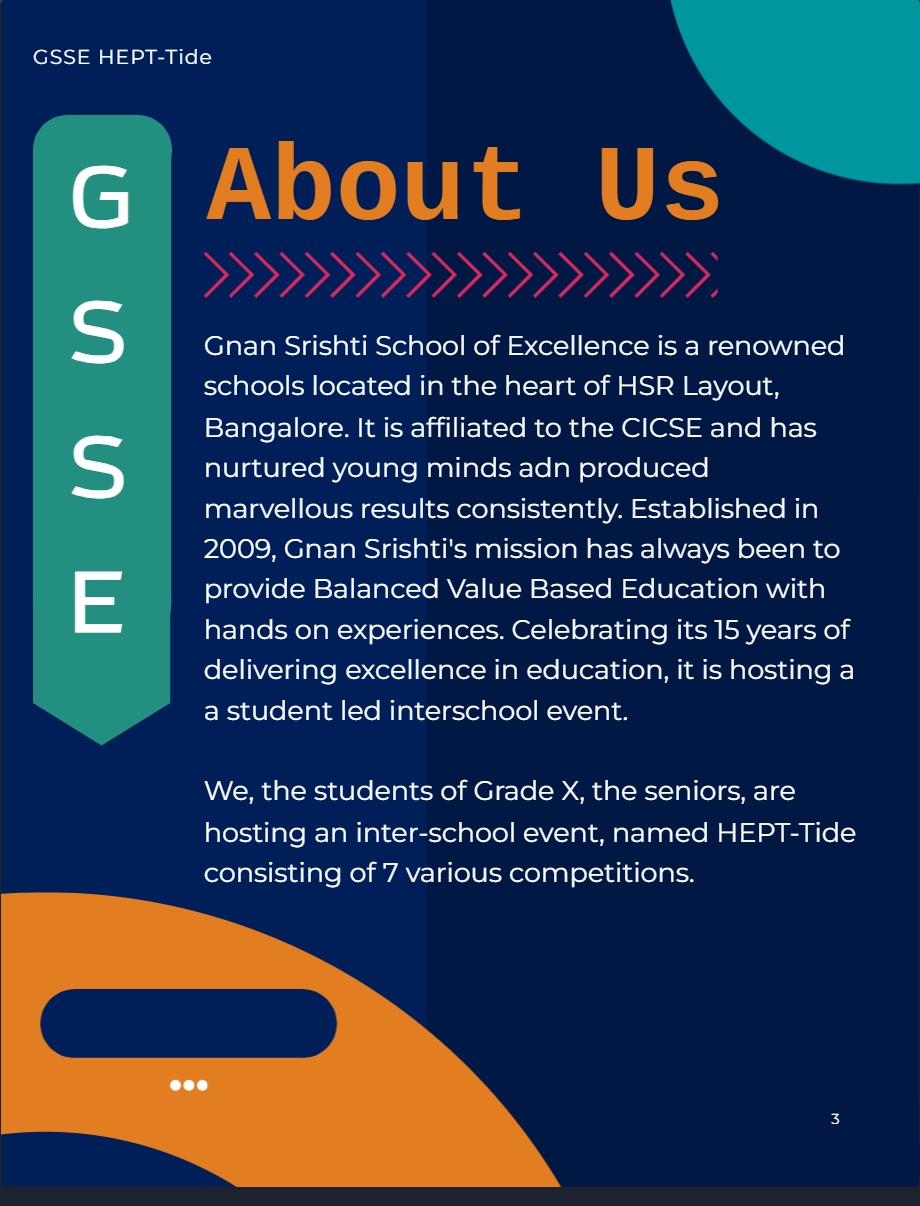 GSSE HEPT-Tide
G
S
S
E
About Us
Gnan Srishti School of Excellence is a renowned
schools located in the heart of HSR Layout,
Bangalore. It is affiliated to the CICSE and has
nurtured young minds adn produced
marvellous results consistently. Established in
2009, Gnan Srishti's mission has always been to
provide Balanced Value Based Education with
hands on experiences. Celebrating its 15 years of
delivering excellence in education, it is hosting a
a student led interschool event.
We, the students of Grade X, the seniors, are
hosting an inter-school event, named HEPT-Tide
consisting of 7 various competitions.
3